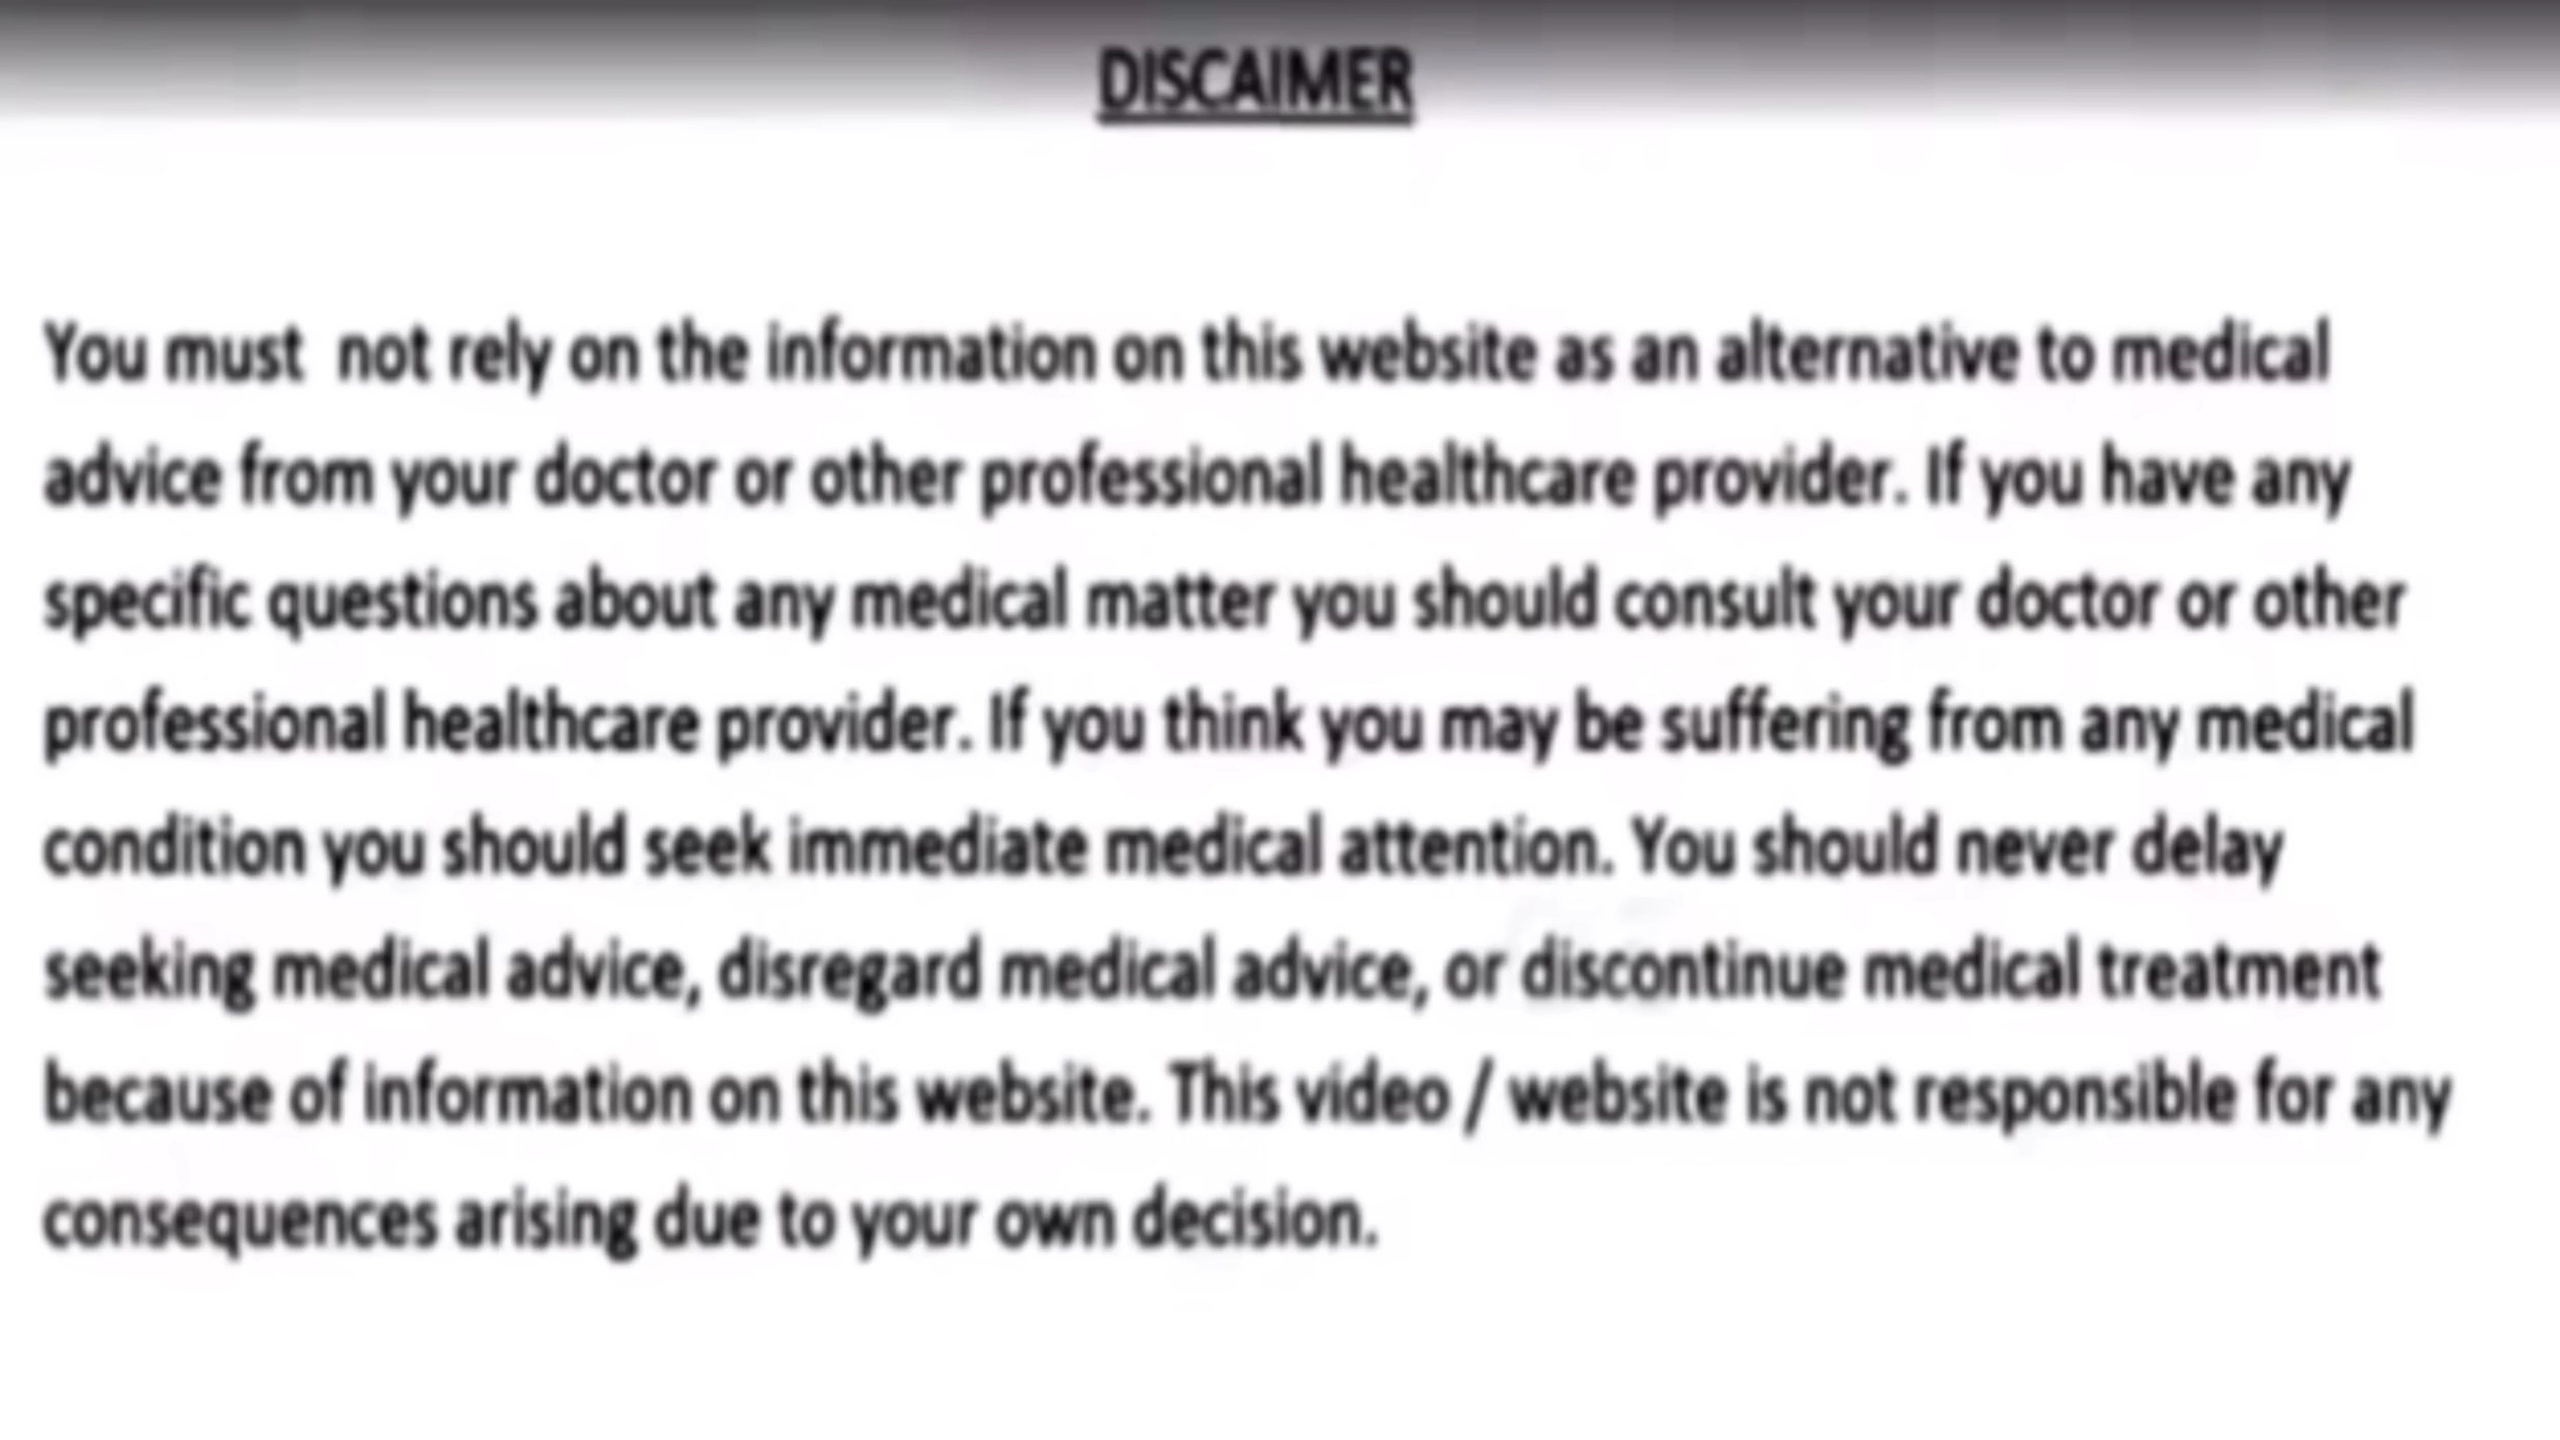 DISCAIMER
You must  not rely on the information on this website as an alternative to medical
advice from your doctor or other professional healthcare provider. If you have any
specific questions about any medical matter you should consult your doctor or other
professional healthcare provider. If you think you may be suffering from any medical
condition you should seek immediate medical attention. You should never delay
seeking medical advice, disregard medical advice, or discontinue medical treatment
because of information on this website. This video / website is not responsible for any
consequences arising due to your own decision.